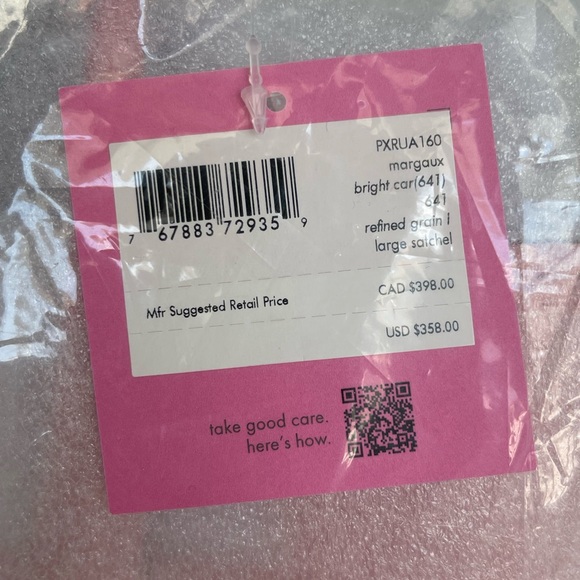 PXRUA160
margaux
bright car(641)
641
refined grain l
large satchel
7 67883 72935 9
Mfr Suggested Retail Price
CAD $398.00
USD $358.00
take good care.
here's how.